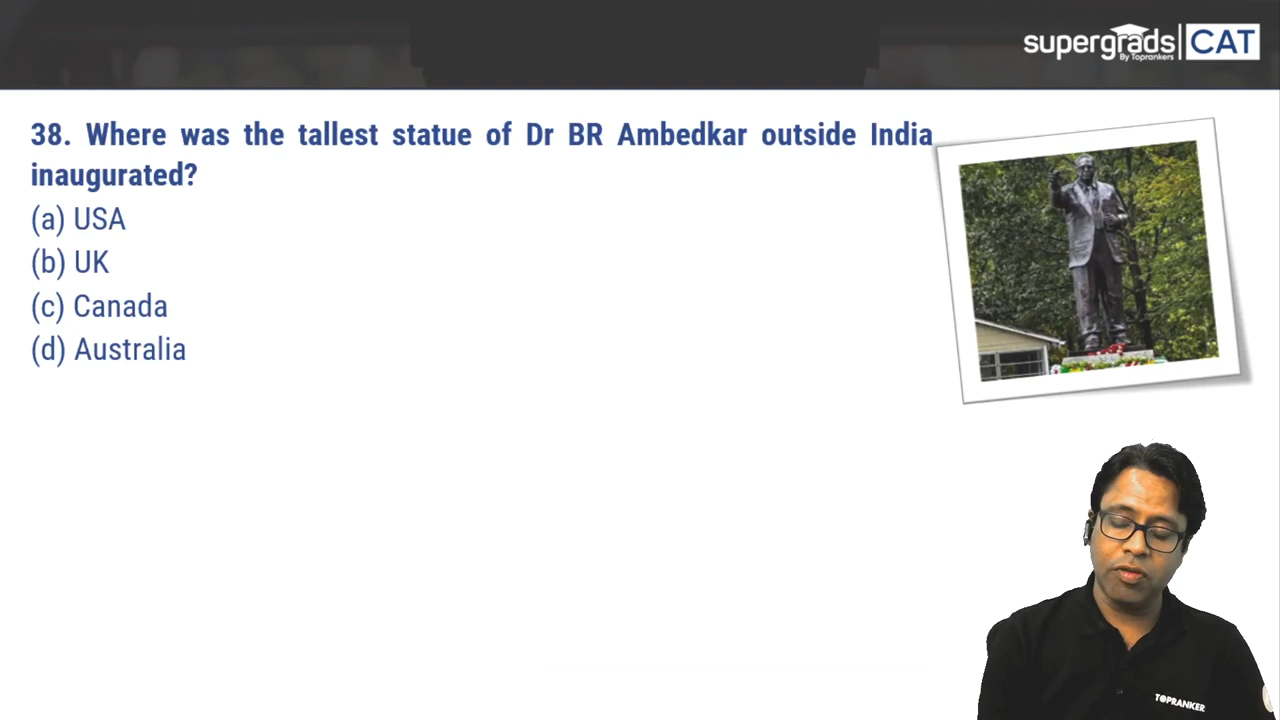 supergrads CAT
By Toprankers
38. Where was the tallest statue of Dr BR Ambedkar outside India
inaugurated?
(a) USA
(b) UK
(c) Canada
(d) Australia
TOPRANKER